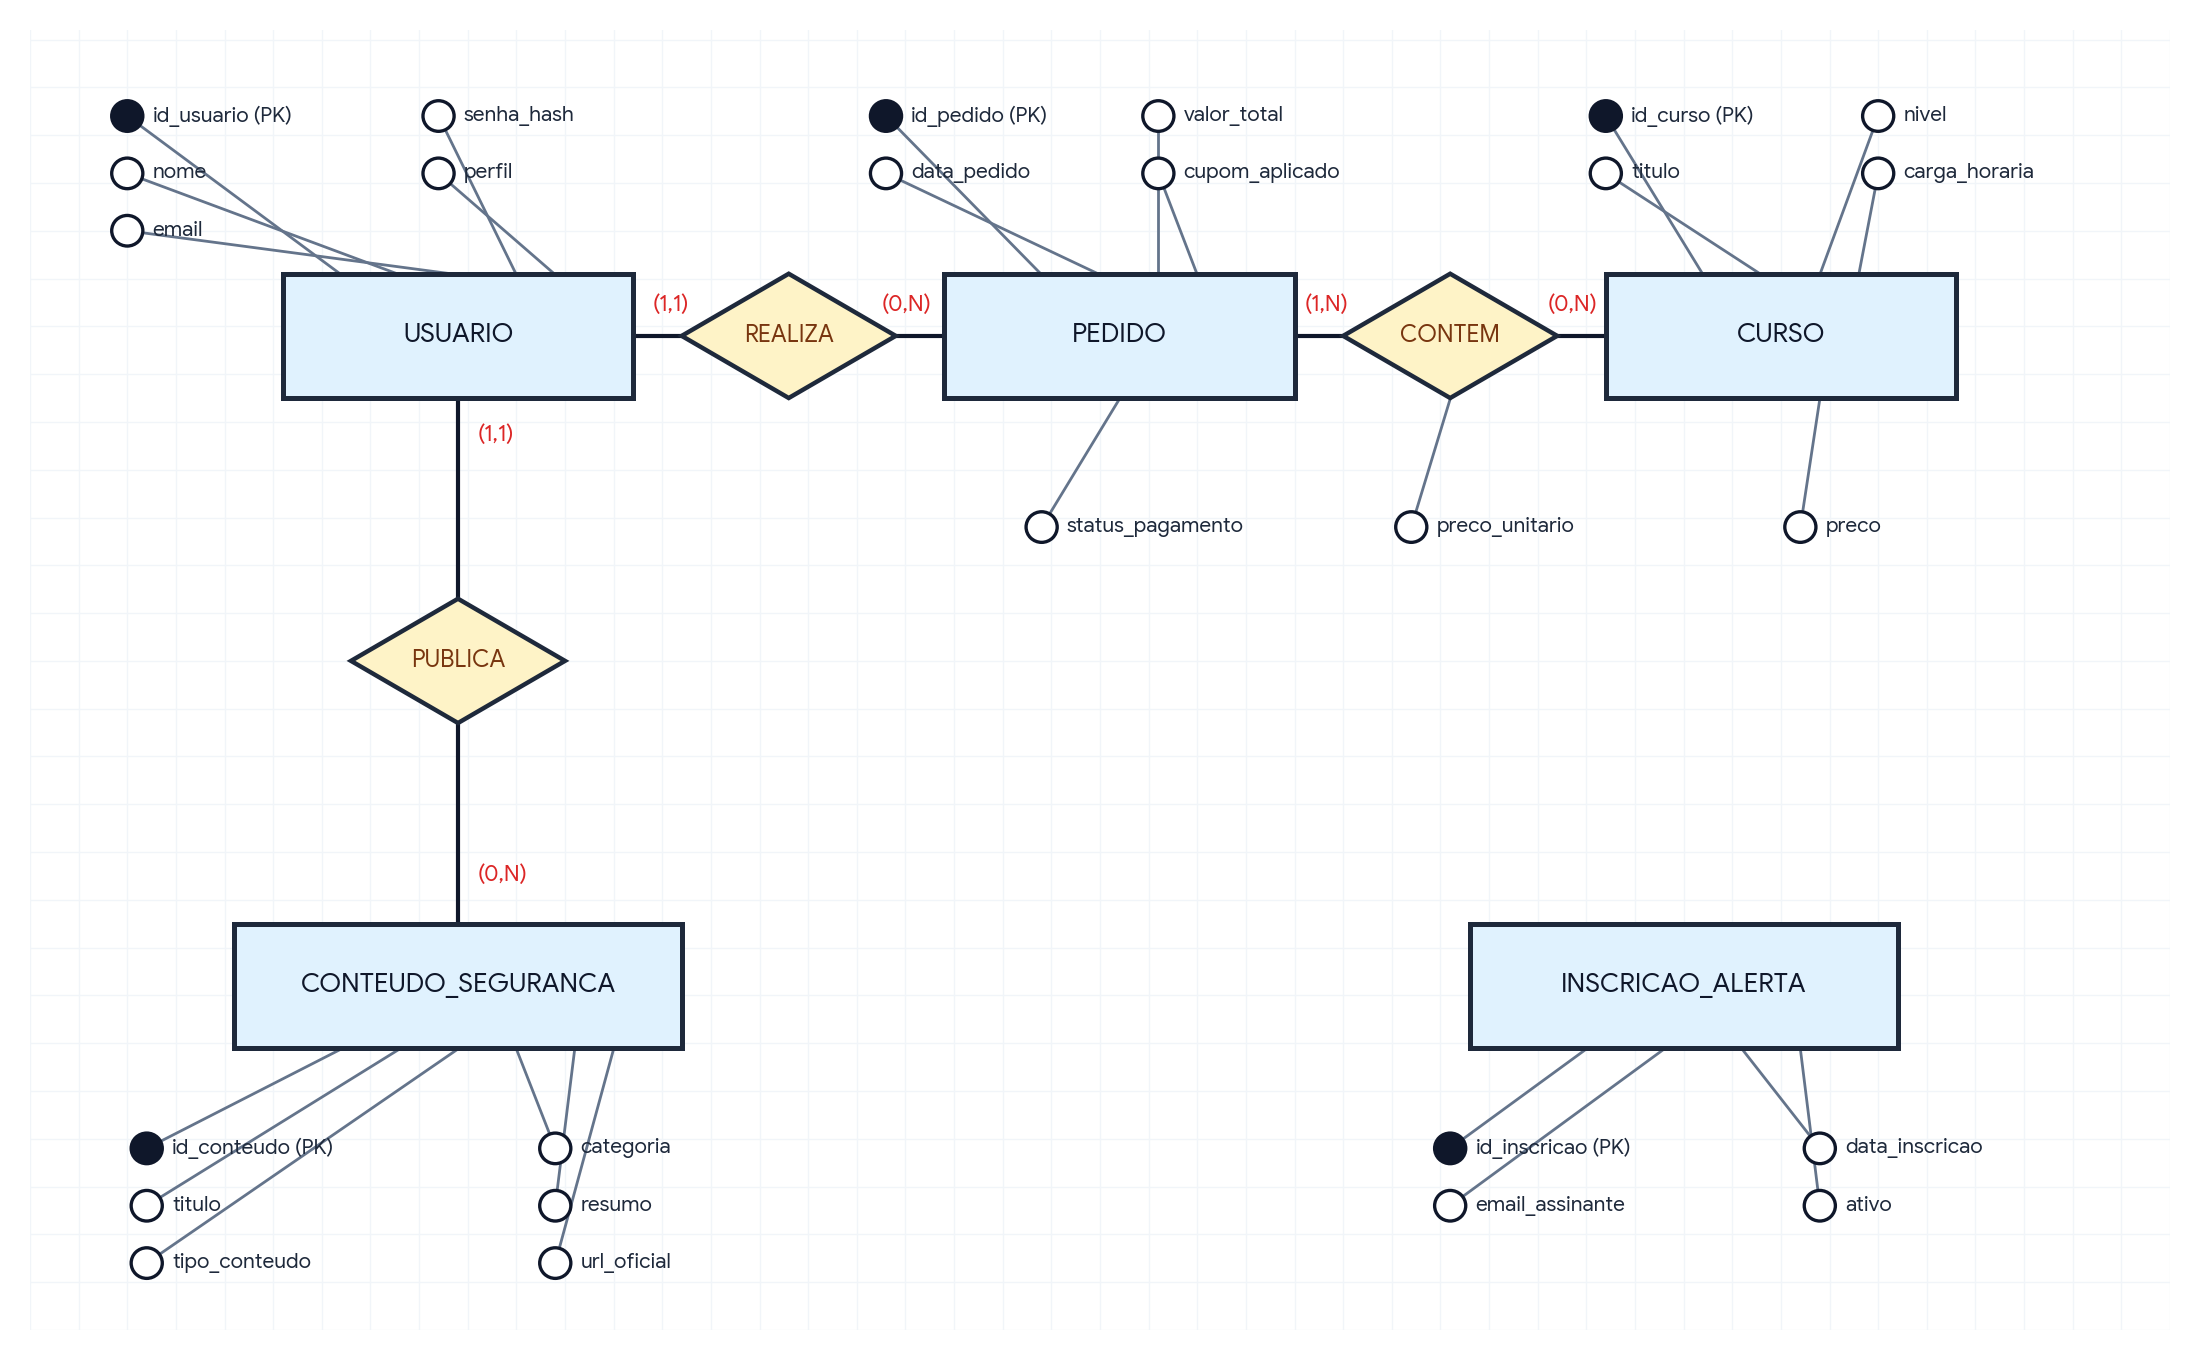 id_usuario (PK)
senha_hash
id_pedido (PK)
valor_total
id_curso (PK)
nivel
nome
perfil
data_pedido
cupom_aplicado
titulo
carga_horaria
email
(1,1)
(0,N)
(1,N)
(0,N)
USUARIO
REALIZA
PEDIDO
CONTEM
CURSO
(1,1)
status_pagamento
preco_unitario
preco
PUBLICA
(0,N)
CONTEUDO_SEGURANCA
INSCRICAO_ALERTA
id_conteudo (PK)
categoria
id_inscricao (PK)
data_inscricao
titulo
resumo
email_assinante
ativo
tipo_conteudo
url_oficial